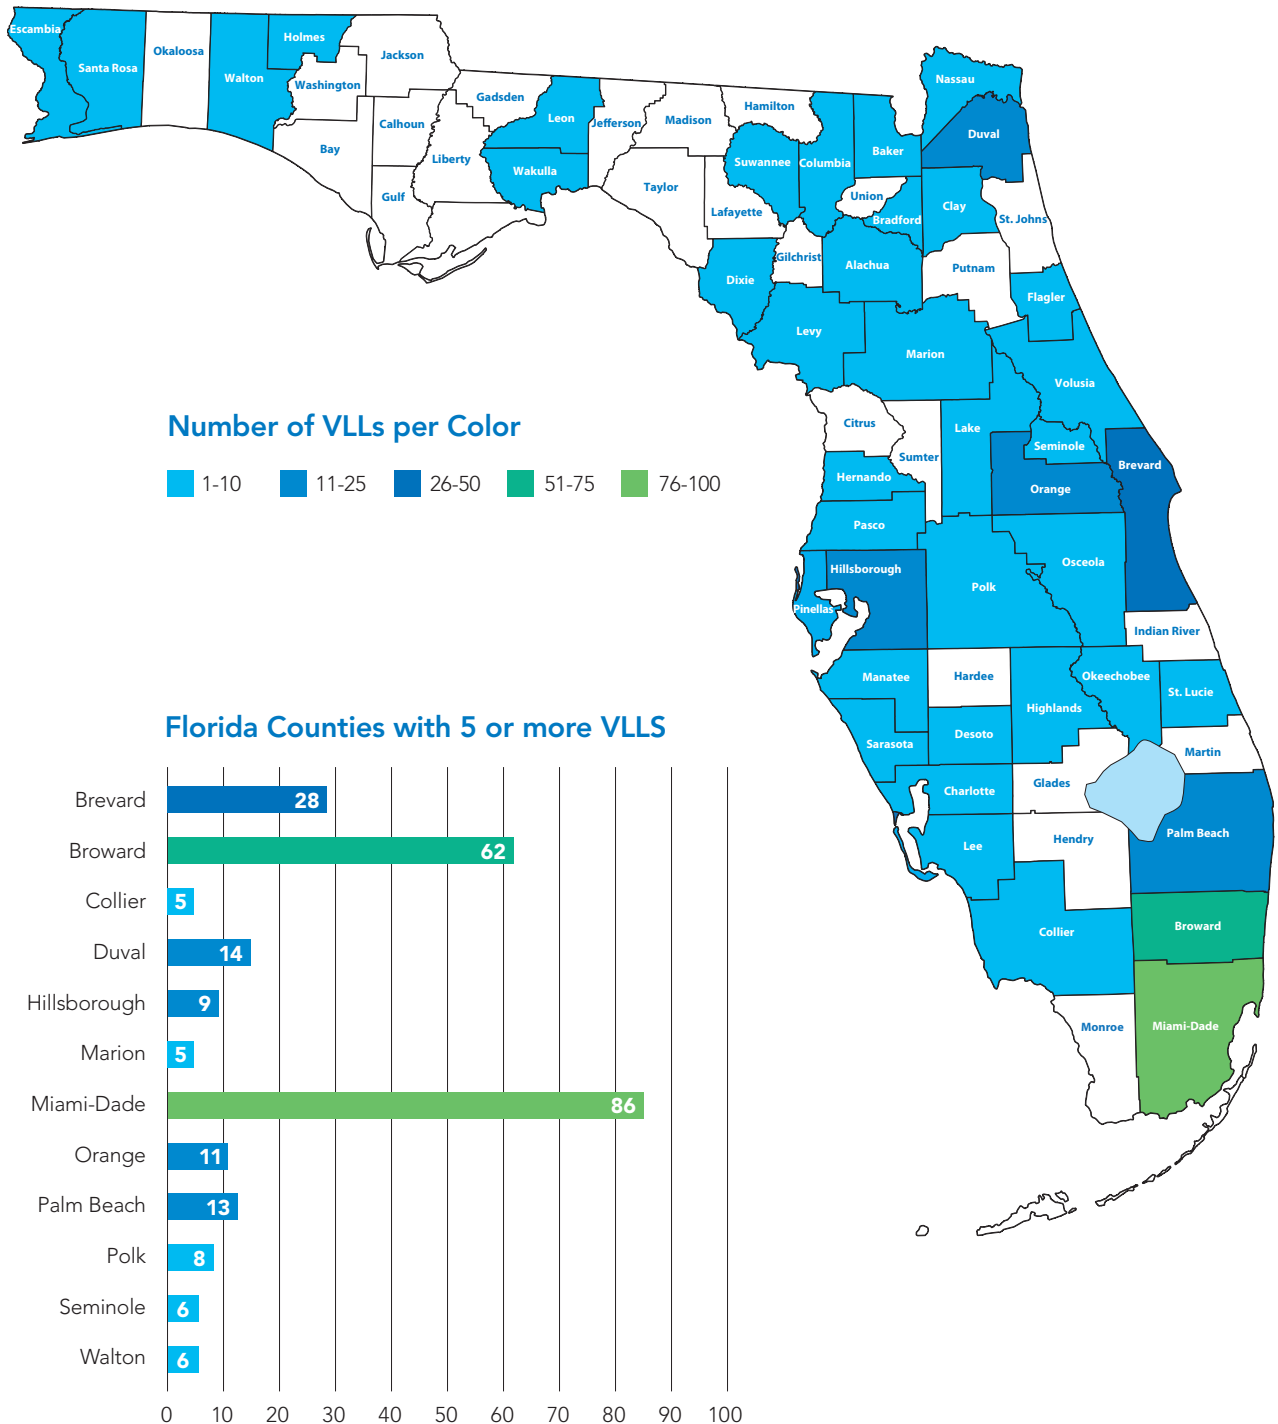 Escambia
Santa Rosa
Okaloosa
Walton
Holmes
Washington
Jackson
Bay
Calhoun
Gulf
Liberty
Gadsden
Leon
Wakulla
Jefferson
Madison
Taylor
Hamilton
Suwannee
Lafayette
Columbia
Baker
Nassau
Duval
Union
Bradford
Clay
St. Johns
Gilchrist
Dixie
Alachua
Putnam
Flagler
Levy
Marion
Volusia
Citrus
Sumter
Lake
Seminole
Orange
Brevard
Hernando
Pasco
Hillsborough
Pinellas
Polk
Osceola
Indian River
Manatee
Hardee
Highlands
Okeechobee
St. Lucie
Sarasota
Desoto
Martin
Charlotte
Glades
Lee
Hendry
Palm Beach
Collier
Broward
Monroe
Miami-Dade
Number of VLLs per Color
1-10 11-25 26-50 51-75 76-100
Florida Counties with 5 or more VLLS
Brevard 28
Broward 62
Collier 5
Duval 14
Hillsborough 9
Marion 5
Miami-Dade 86
Orange 11
Palm Beach 13
Polk 8
Seminole 6
Walton 6
0 10 20 30 40 50 60 70 80 90 100